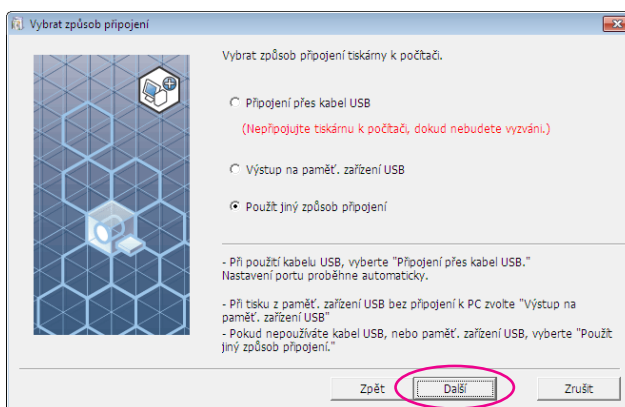 Vybrat způsob připojení
Vybrat způsob připojení tiskárny k počítači.
Připojení přes kabel USB
(Nepřipojujte tiskárnu k počítači, dokud nebudete vyzváni.)
Výstup na paměť. zařízení USB
Použít jiný způsob připojení
- Při použití kabelu USB, vyberte "Připojení přes kabel USB."
Nastavení portu proběhne automaticky.
- Při tisku z paměť. zařízení USB bez připojení k PC zvolte "Výstup na
paměť. zařízení USB"
- Pokud nepoužíváte kabel USB, nebo paměť. zařízení USB, vyberte "Použít
jiný způsob připojení."
Zpět
Další
Zrušit